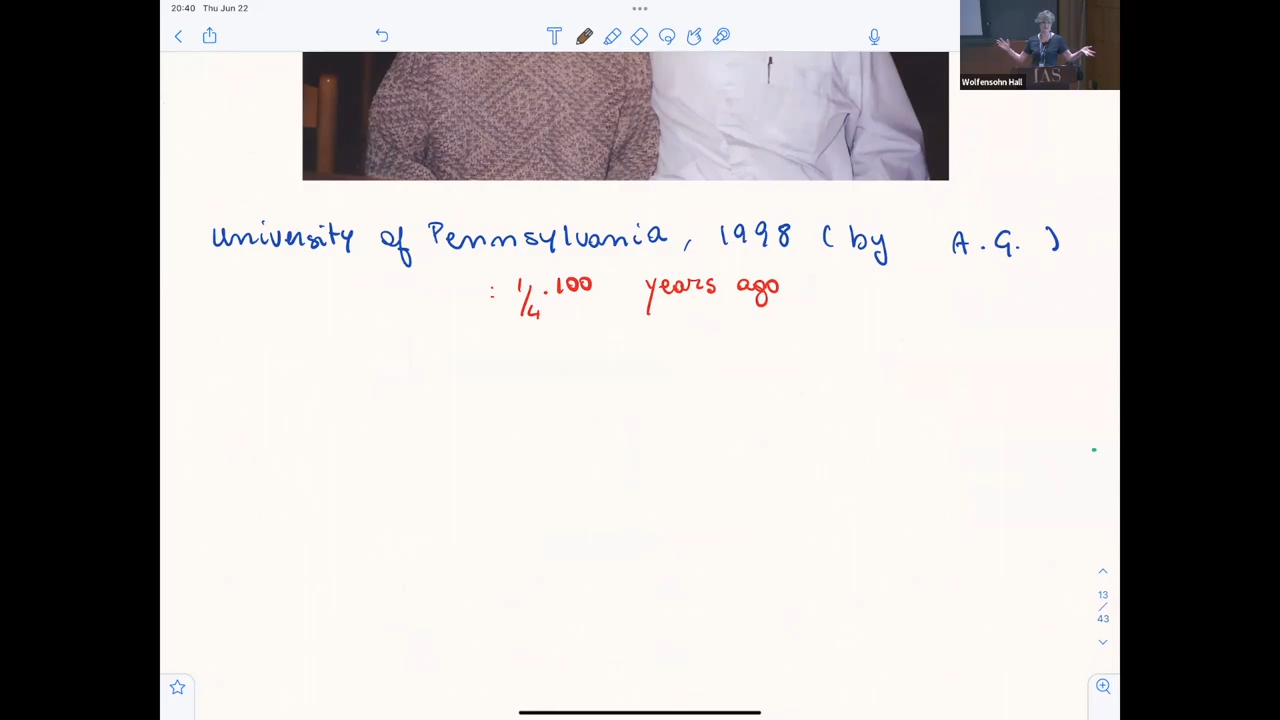 20:40 Thu Jun 22
IAS
Wolfensohn Hall
University of Pennsylvania, 1998 (by A.G.)
: 1/4 . 100 years ago
13
/
43